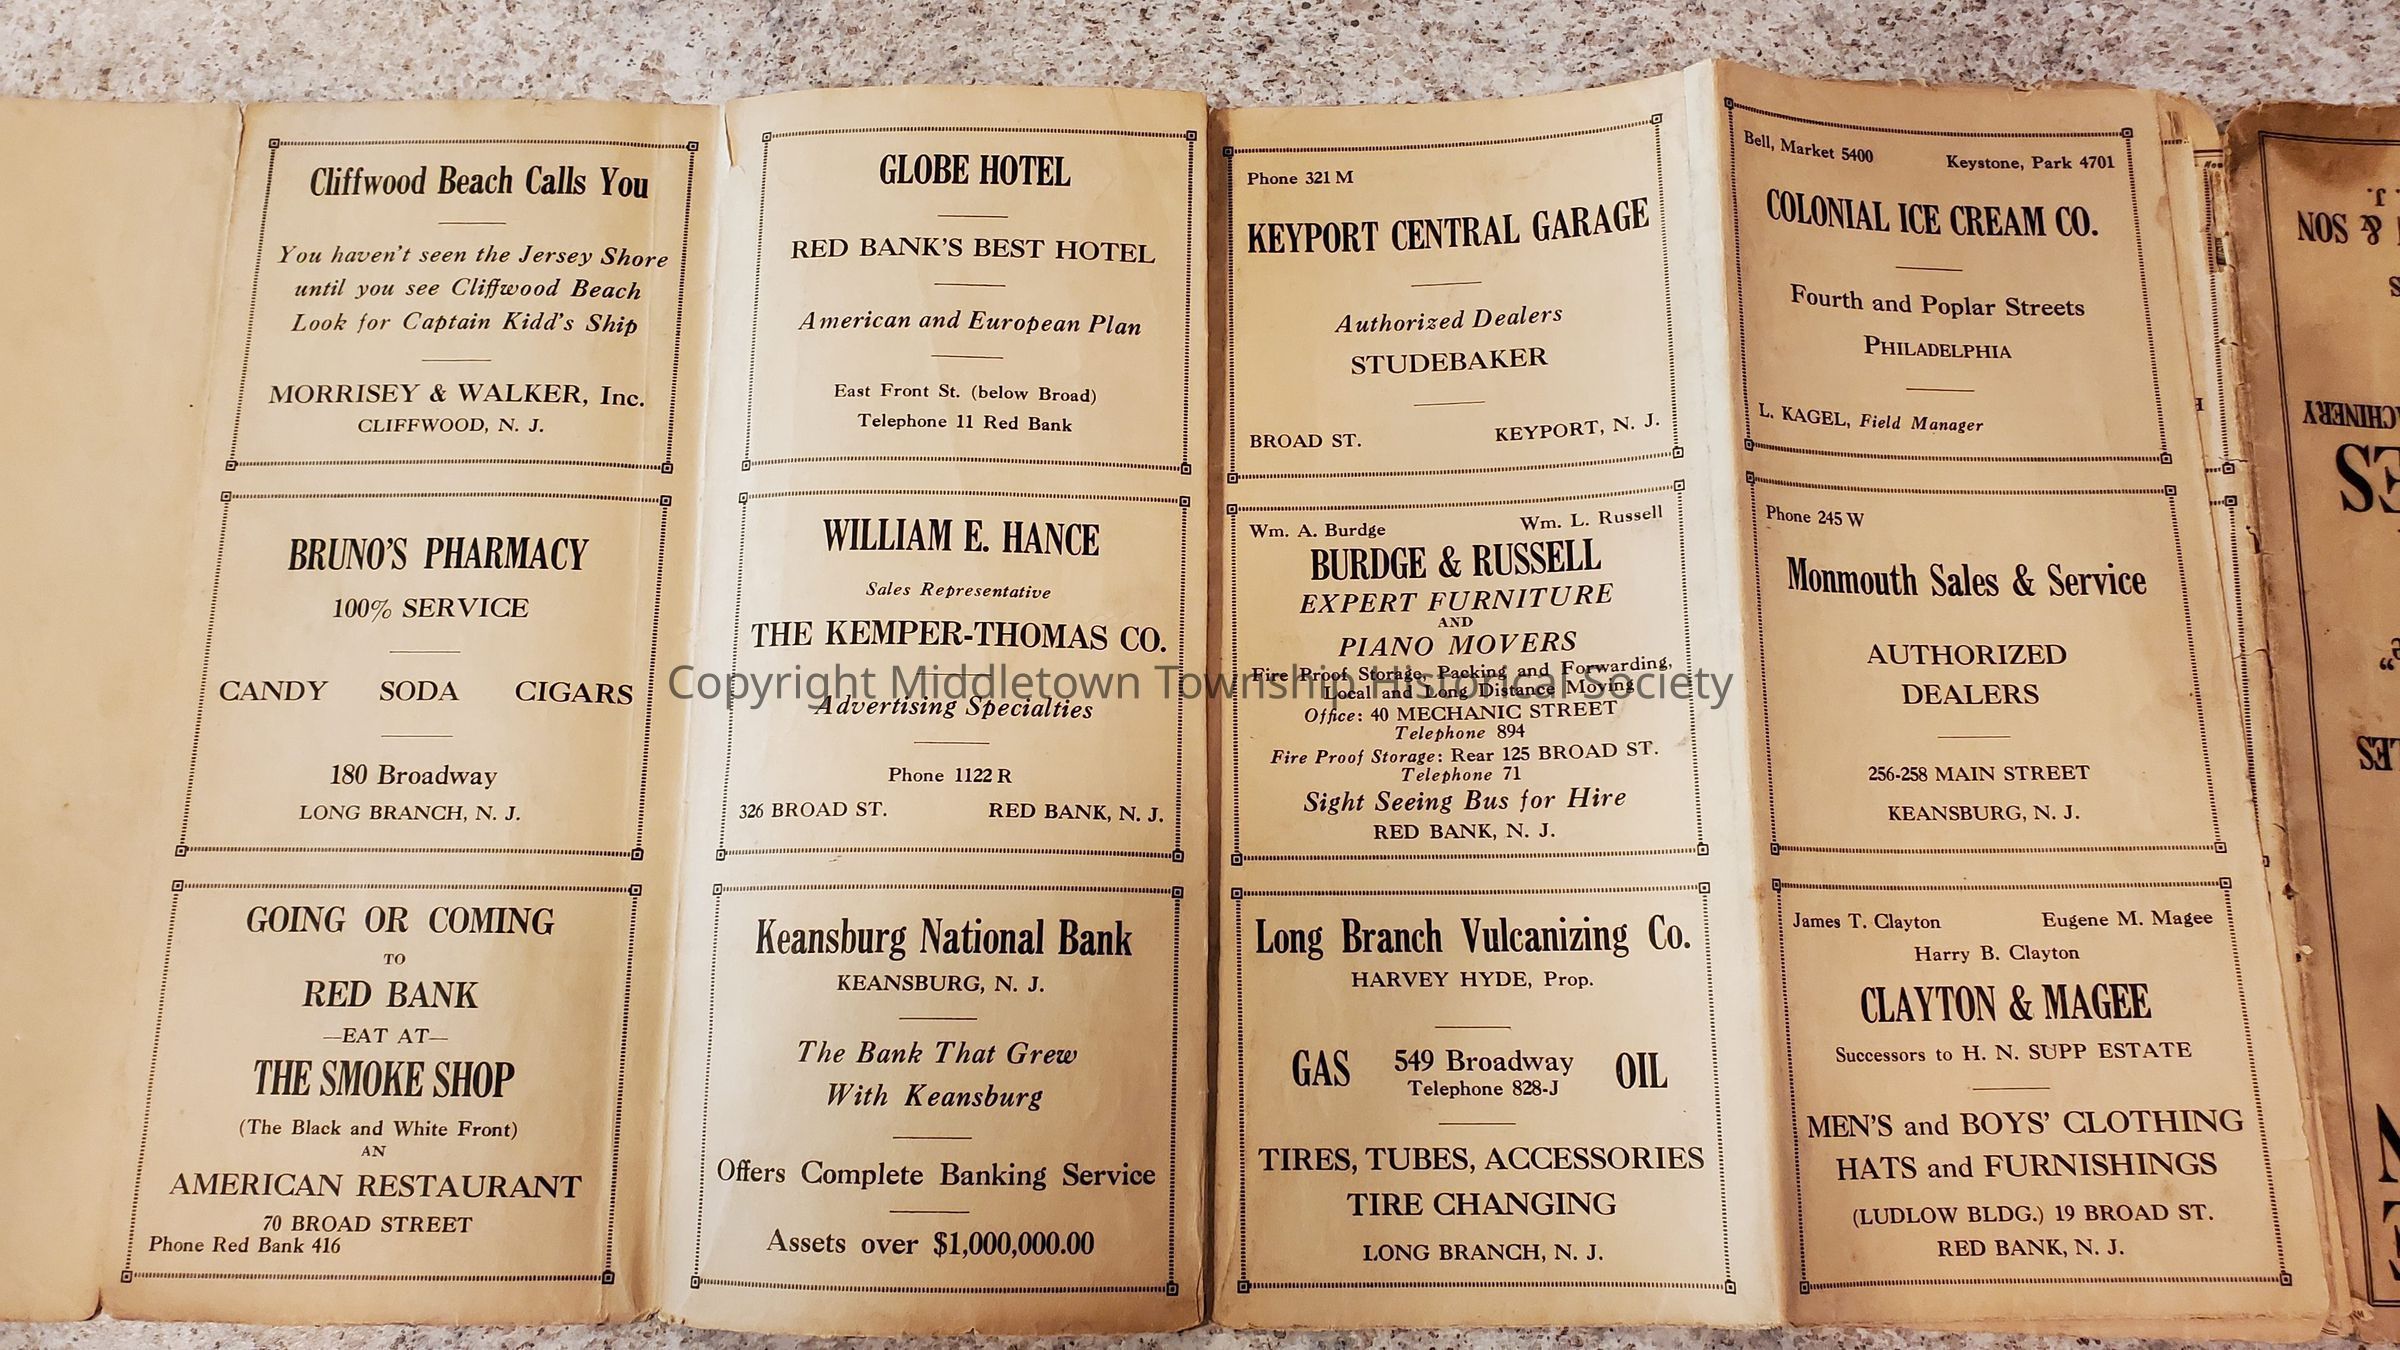 Cliffwood Beach Calls You
You haven't seen the Jersey Shore
until you see Cliffwood Beach
Look for Captain Kidd's Ship
MORRISEY & WALKER, Inc.
CLIFFWOOD, N. J.
BRUNO'S PHARMACY
100% SERVICE
CANDY SODA CIGARS
180 Broadway
LONG BRANCH, N. J.
GOING OR COMING
TO
RED BANK
—EAT AT—
THE SMOKE SHOP
(The Black and White Front)
AN
AMERICAN RESTAURANT
70 BROAD STREET
Phone Red Bank 416
GLOBE HOTEL
RED BANK'S BEST HOTEL
American and European Plan
East Front St. (below Broad)
Telephone 11 Red Bank
WILLIAM E. HANCE
Sales Representative
THE KEMPER-THOMAS CO.
Advertising Specialties
Phone 1122 R
326 BROAD ST. RED BANK, N. J.
Keansburg National Bank
KEANSBURG, N. J.
The Bank That Grew
With Keansburg
Offers Complete Banking Service
Assets over $1,000,000.00
Phone 321 M
KEYPORT CENTRAL GARAGE
Authorized Dealers
STUDEBAKER
BROAD ST. KEYPORT, N. J.
Wm. A. Burdge Wm. L. Russell
BURDGE & RUSSELL
EXPERT FURNITURE
AND
PIANO MOVERS
Fire Proof Storage, Packing and Forwarding,
Locall and Long Distance Moving
Office: 40 MECHANIC STREET
Telephone 894
Fire Proof Storage: Rear 125 BROAD ST.
Telephone 71
Sight Seeing Bus for Hire
RED BANK, N. J.
Long Branch Vulcanizing Co.
HARVEY HYDE, Prop.
GAS 549 Broadway OIL
Telephone 828-J
TIRES, TUBES, ACCESSORIES
TIRE CHANGING
LONG BRANCH, N. J.
Bell, Market 5400 Keystone, Park 4701
COLONIAL ICE CREAM CO.
Fourth and Poplar Streets
PHILADELPHIA
L. KAGEL, Field Manager
Phone 245 W
Monmouth Sales & Service
AUTHORIZED
DEALERS
256-258 MAIN STREET
KEANSBURG, N. J.
James T. Clayton Eugene M. Magee
Harry B. Clayton
CLAYTON & MAGEE
Successors to H. N. SUPP ESTATE
MEN'S and BOYS' CLOTHING
HATS and FURNISHINGS
(LUDLOW BLDG.) 19 BROAD ST.
RED BANK, N. J.
& SON
Copyright Middletown Township Historical Society